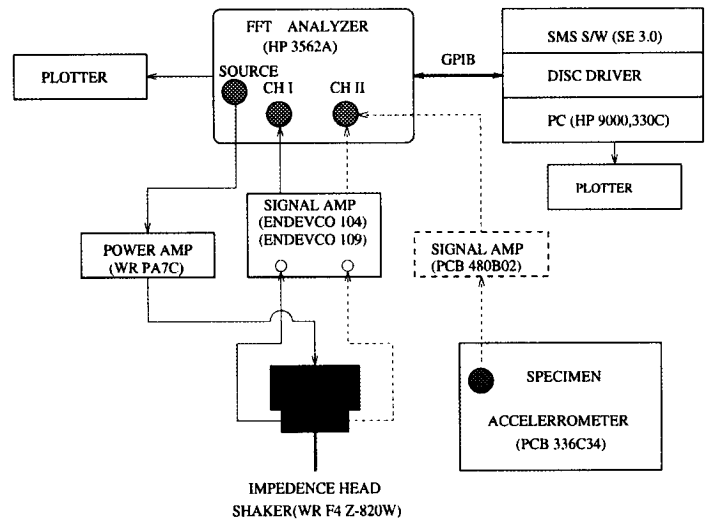 FFT ANALYZER
(HP 3562A)
SOURCE
CH I
CH II
PLOTTER
GPIB
SMS S/W (SE 3.0)
DISC DRIVER
PC (HP 9000,330C)
PLOTTER
POWER AMP
(WR PA7C)
SIGNAL AMP
(ENDEVCO 104)
(ENDEVCO 109)
SIGNAL AMP
(PCB 480B02)
SPECIMEN
ACCELERROMETER
(PCB 336C34)
IMPEDENCE HEAD
SHAKER(WR F4 Z-820W)